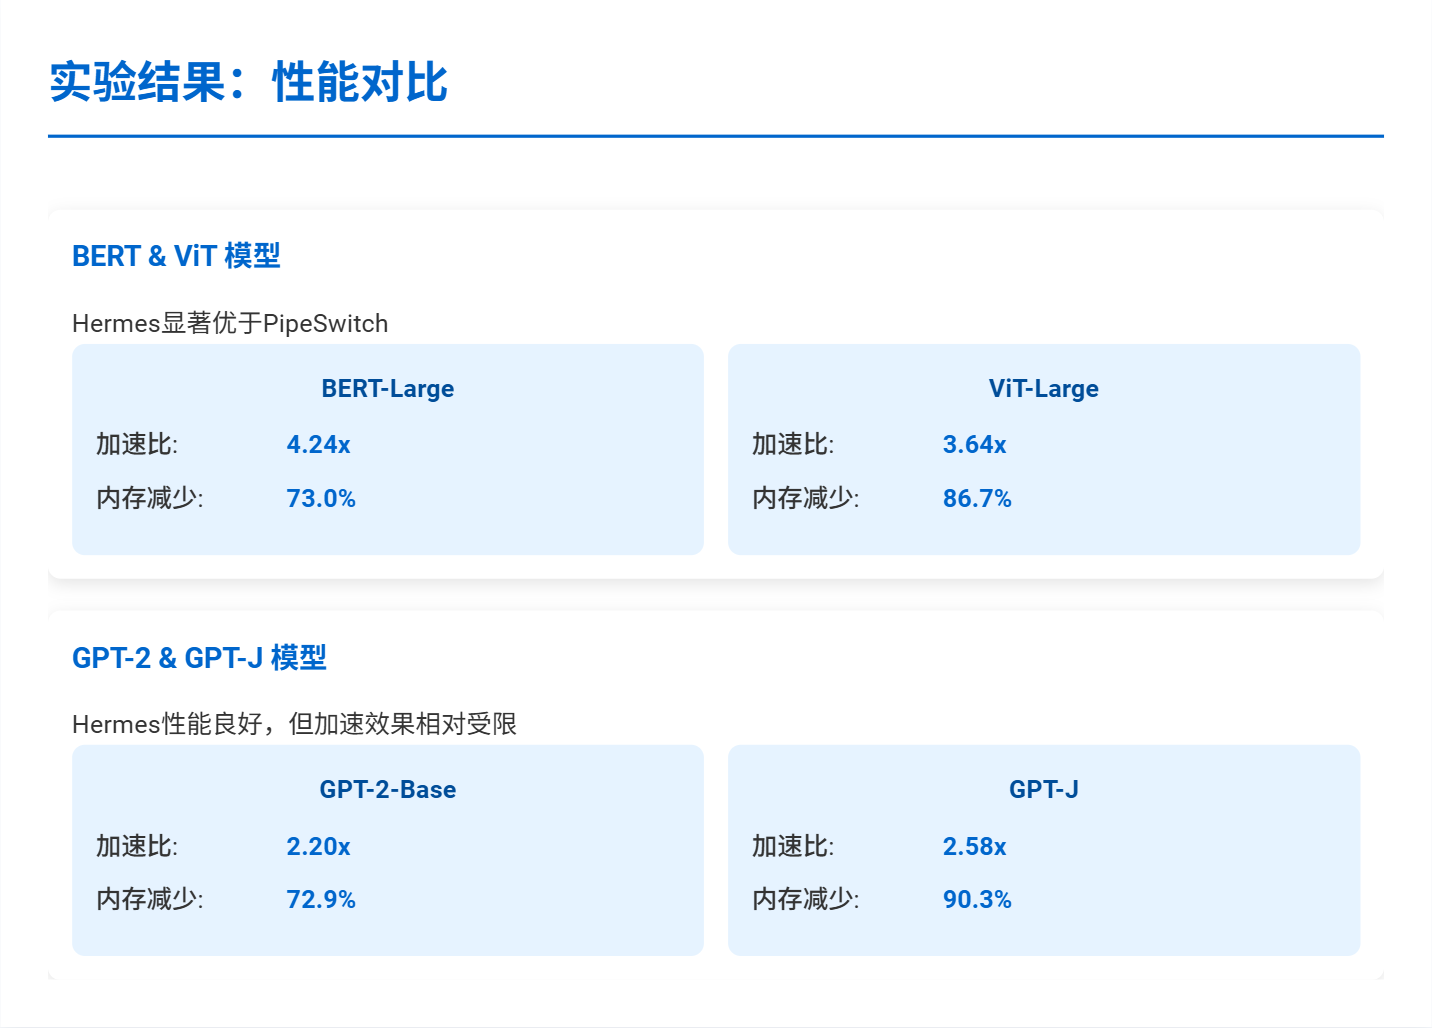 实验结果：性能对比
BERT & ViT 模型
Hermes显著优于PipeSwitch
BERT-Large
加速比: 4.24x
内存减少: 73.0%
ViT-Large
加速比: 3.64x
内存减少: 86.7%
GPT-2 & GPT-J 模型
Hermes性能良好，但加速效果相对受限
GPT-2-Base
加速比: 2.20x
内存减少: 72.9%
GPT-J
加速比: 2.58x
内存减少: 90.3%